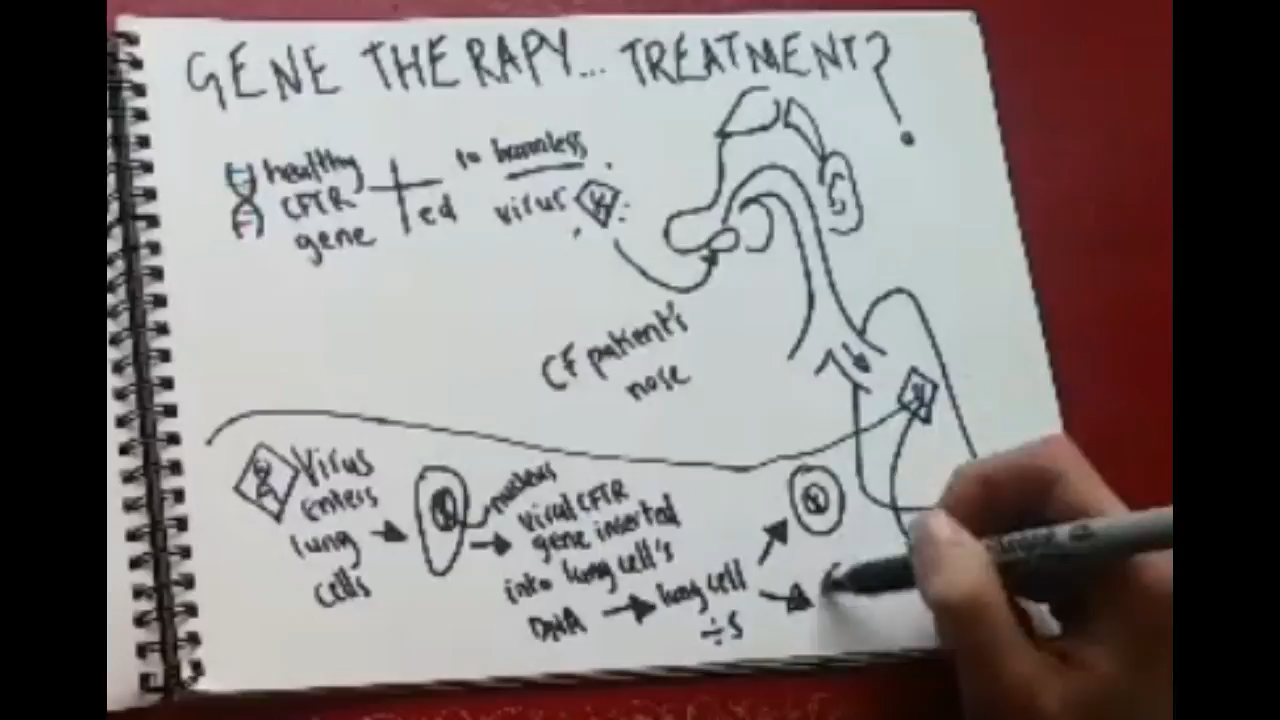 GENE THERAPY... TREATMENT?
healthy
CFTR
gene
+ed
to harmless
virus
CF patient's
nose
Virus
enters
lung
cells
nucleus
viral CFTR
gene inserted
into lung cell's
DNA
lung cell
÷s